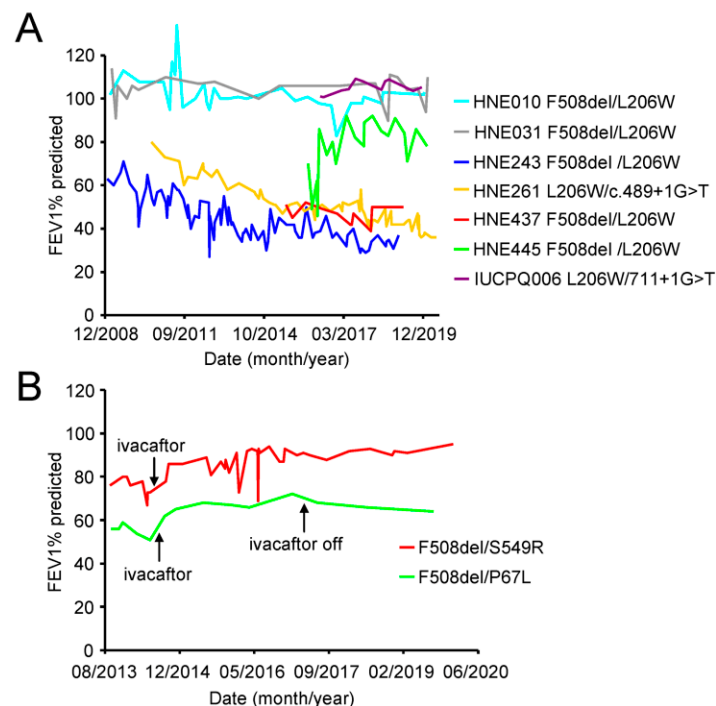 A
120
100
80
60
40
20
0
FEV1% predicted
12/2008 09/2011 10/2014 03/2017 12/2019
Date (month/year)
HNE010 F508del/L206W
HNE031 F508del/L206W
HNE243 F508del /L206W
HNE261 L206W/c.489+1G>T
HNE437 F508del/L206W
HNE445 F508del /L206W
IUCPQ006 L206W/711+1G>T
B
120
100
80
60
40
20
0
FEV1% predicted
ivacaftor
ivacaftor
ivacaftor off
F508del/S549R
F508del/P67L
08/2013 12/2014 05/2016 09/2017 02/2019 06/2020
Date (month/year)